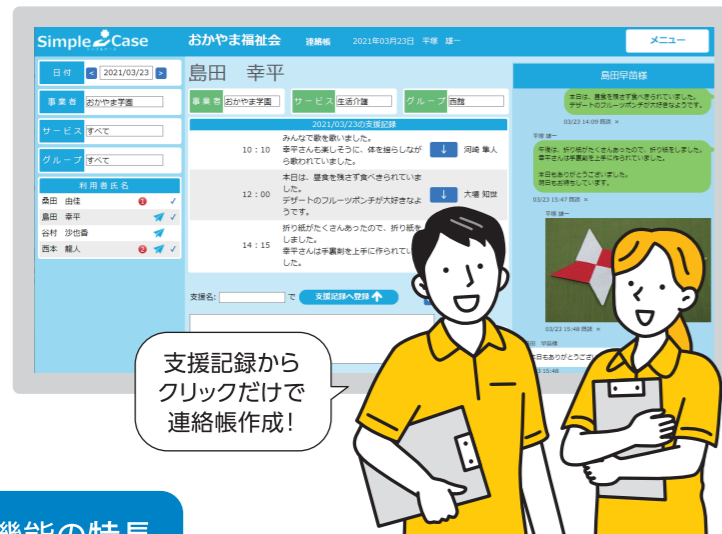 Simple Case
おかやま福祉会
連絡帳
2021年03月23日 平塚 雄一
メニュー
日付 < 2021/03/23 >
事業者 おかやま学園
サービス すべて
グループ すべて
利用者氏名
桑田 由佳 1 ✓
島田 幸平 ✓
谷村 沙也香
西本 龍人 2 ✓
島田 幸平
事業者 おかやま学園 サービス 生活介護 グループ 西館
2021/03/23の支援記録
10:10
みんなで歌を歌いました。
幸平さんも楽しそうに、体を揺らしなが
ら歌われていました。
↓ 河崎 隼人
12:00
本日は、昼食を残さず食べきられていま
した。
デザートのフルーツポンチが大好きなよ
うです。
↓ 大場 知世
14:15
折り紙がたくさんあったので、折り紙を
しました。
幸平さんは手裏剣を上手に作られてい
した。
支援名: で 支援記録へ登録 ↑
島田早苗様
本日は、昼食を残さず食べきられていました。
デザートのフルーツポンチが大好きなようです。
03/23 14:09 既読 ×
平塚 雄一
午後は、折り紙がたくさんあったので、折り紙をしました。
幸平さんは手裏剣を上手に作られていました。
本日もありがとうございました。
明日もお待ちしています。
03/23 15:47 既読 ×
平塚 雄一
03/23 15:48 既読 ×
島田 早苗様
本日もありがとうござい
15:48
支援記録から
クリックだけで
連絡帳作成!
機能の特長